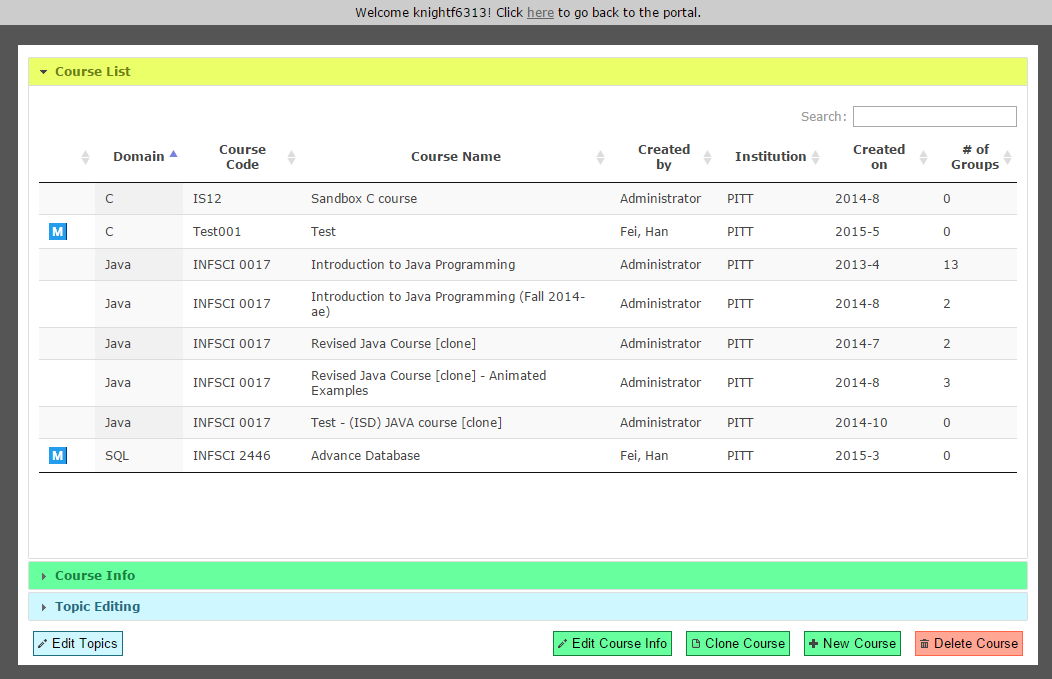 Welcome knightf6313! Click here to go back to the portal.
Course List
Search:
Domain Course Code Course Name Created by Institution Created on # of Groups
C IS12 Sandbox C course Administrator PITT 2014-8 0
M C Test001 Test Fei, Han PITT 2015-5 0
Java INFSCI 0017 Introduction to Java Programming Administrator PITT 2013-4 13
Java INFSCI 0017 Introduction to Java Programming (Fall 2014-
ae) Administrator PITT 2014-8 2
Java INFSCI 0017 Revised Java Course [clone] Administrator PITT 2014-7 2
Java INFSCI 0017 Revised Java Course [clone] - Animated
Examples Administrator PITT 2014-8 3
Java INFSCI 0017 Test - (ISD) JAVA course [clone] Administrator PITT 2014-10 0
M SQL INFSCI 2446 Advance Database Fei, Han PITT 2015-3 0
Course Info
Topic Editing
Edit Topics Edit Course Info Clone Course New Course Delete Course